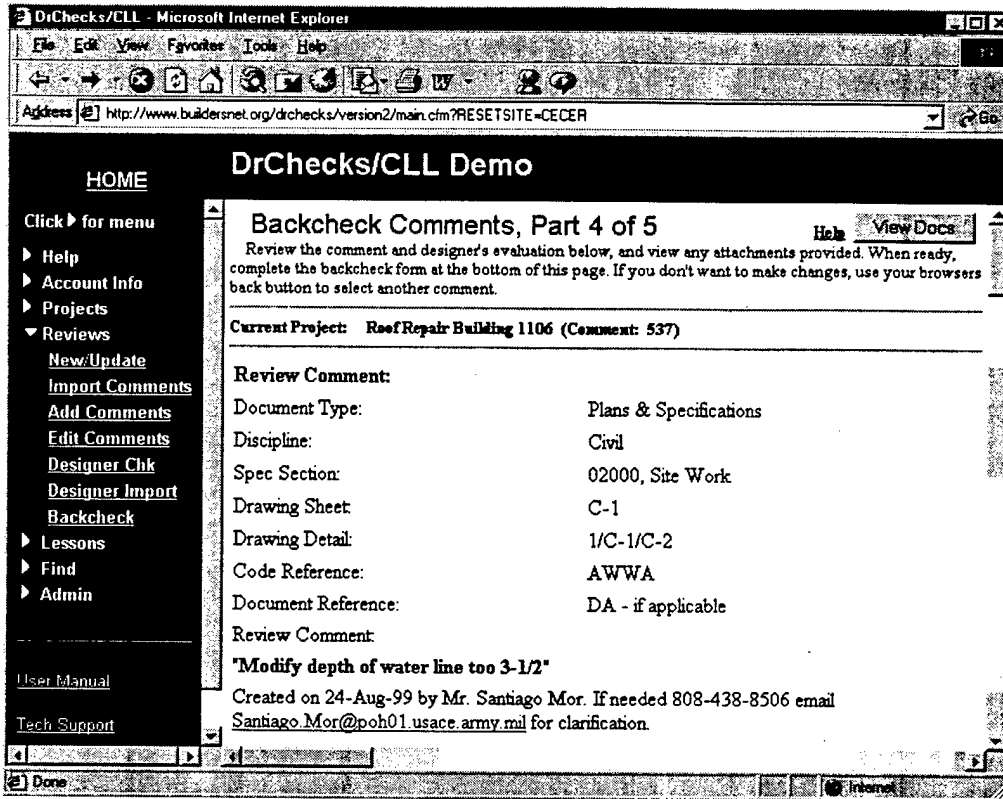 DrChecks/CLL - Microsoft Internet Explorer
File Edit View Favorites Tools Help
Address http://www.buildersnet.org/drchecks/version2/main.cfm?RESETSITE=CECER Go
HOME
DrChecks/CLL Demo
Click for menu
Help
Account Info
Projects
Reviews
New/Update
Import Comments
Add Comments
Edit Comments
Designer Chk
Designer Import
Backcheck
Lessons
Find
Admin
User Manual
Tech Support
Backcheck Comments, Part 4 of 5
Help View Docs
Review the comment and designer's evaluation below, and view any attachments provided. When ready,
complete the backcheck form at the bottom of this page. If you don't want to make changes, use your browsers
back button to select another comment.
Current Project: Roof Repair Building 1106 (Comment: 537)
Review Comment:
Document Type: Plans & Specifications
Discipline: Civil
Spec Section: 02000, Site Work
Drawing Sheet: C-1
Drawing Detail: 1/C-1/C-2
Code Reference: AWWA
Document Reference: DA - if applicable
Review Comment:
"Modify depth of water line too 3-1/2"
Created on 24-Aug-99 by Mr. Santiago Mor. If needed 808-438-8506 email
Santiago.Mor@poh01.usace.army.mil for clarification.
Done
Internet